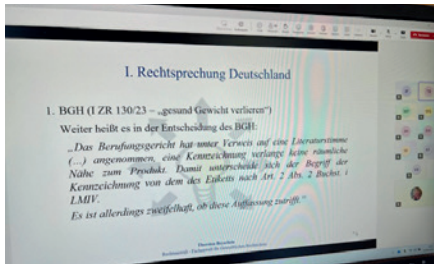 I. Rechtsprechung Deutschland
1. BGH (I ZR 130/23 – „gesund Gewicht verlieren“)
Weiter heißt es in der Entscheidung des BGH:
„Das Berufungsgericht hat unter Verweis auf eine Literaturstimme
(...) angenommen, eine Kennzeichnung verlange keine räumliche
Nähe zum Produkt. Damit unterscheide sich der Begriff der
Kennzeichnung von dem des Etiketts nach Art. 2 Abs. 2 Buchst. i
LMIV.
Es ist allerdings zweifelhaft, ob diese Auffassung zutrifft.“